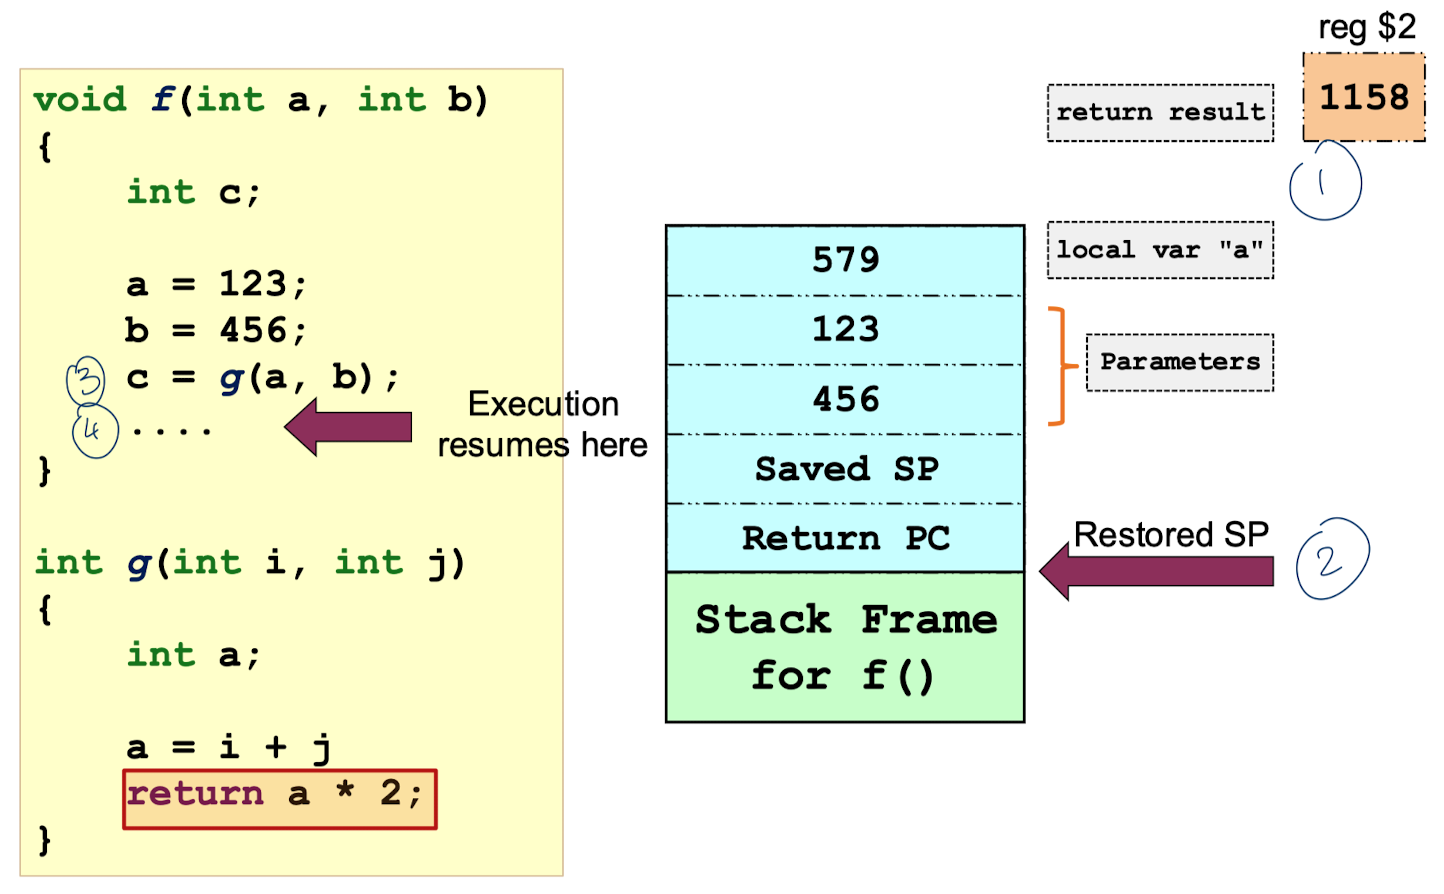 void f(int a, int b)
{
int c;
a = 123;
b = 456;
3 c = g(a, b);
4 ....
}
int g(int i, int j)
{
int a;
a = i + j
return a * 2;
}
Execution
resumes here
579
123
456
Saved SP
Return PC
Stack Frame
for f()
reg $2
return result
1158
1
local var "a"
Parameters
Restored SP
2